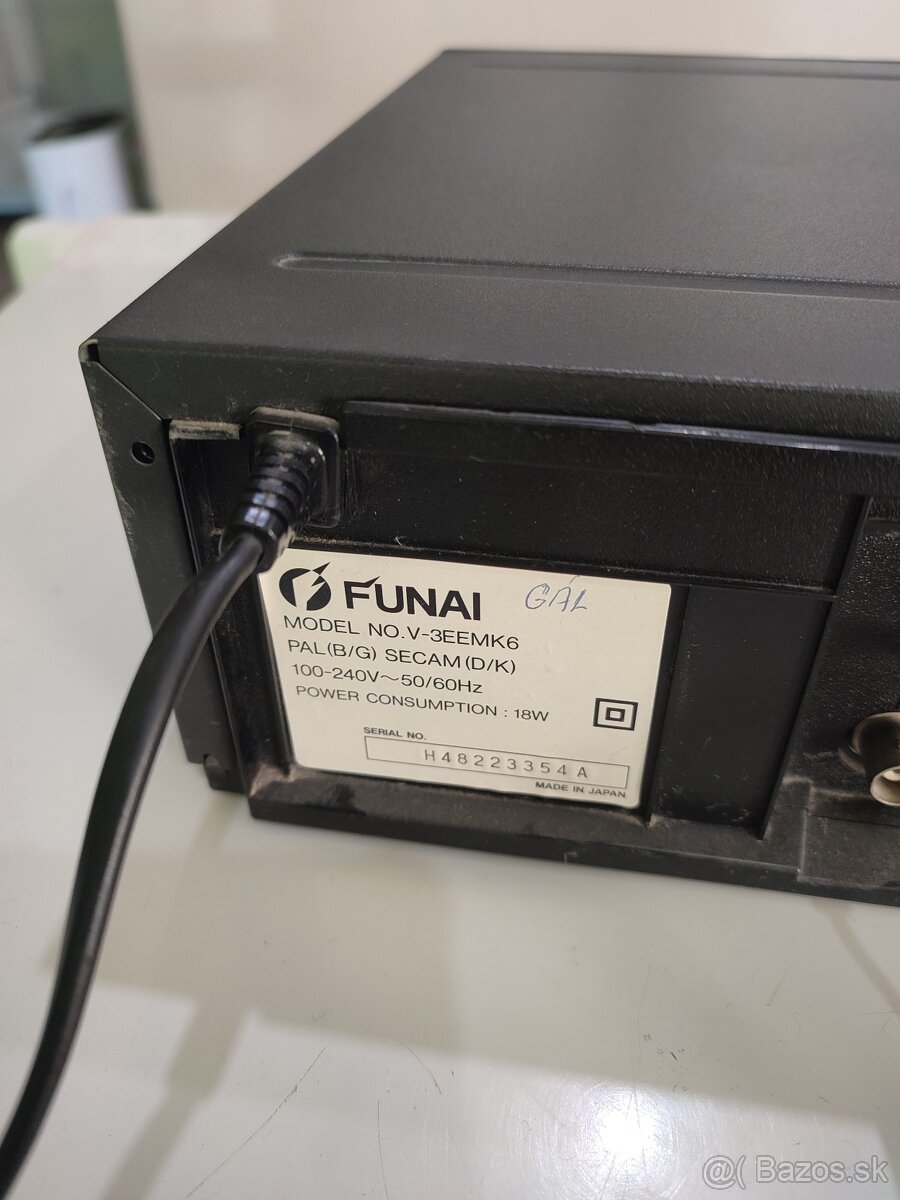 FUNAI GÁL
MODEL NO.V-3EEMK6
PAL(B/G) SECAM(D/K)
100-240V～50/60Hz
POWER CONSUMPTION : 18W
SERIAL NO.
H48223354A
MADE IN JAPAN
@( Bazos.sk